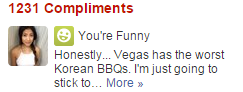 1231 Compliments
You're Funny
Honestly... Vegas has the worst
Korean BBQs. I'm just going to
stick to… More »